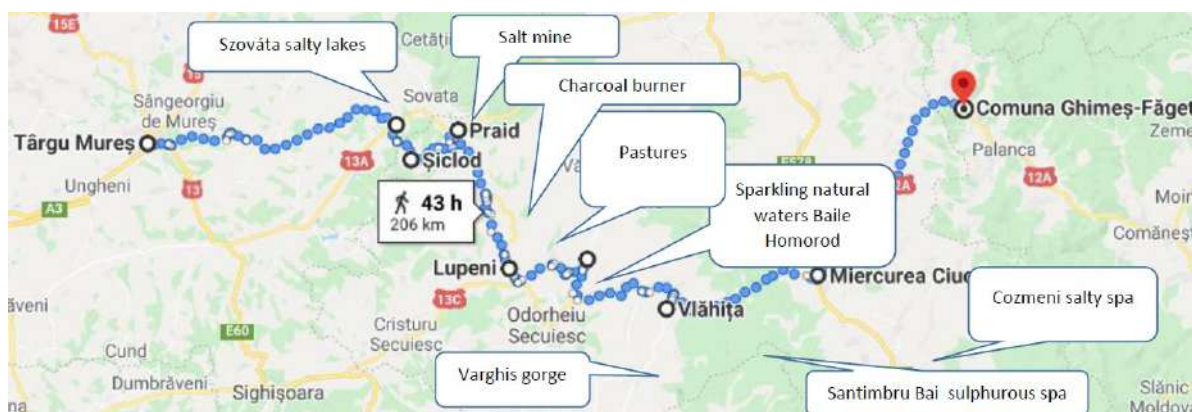 15E
Cetăți
Szováta salty lakes
Salt mine
15
Charcoal burner
Sovata
Sângeorgiu
de Mureș
Praid
Comuna Ghimeș-Făget
Târgu Mureș
Șiclod
Pastures
Palanca
13A
E578
2A
12A
Ungheni
13
Sparkling natural
waters Baile
Homorod
A3
43 h
206 km
Lupeni
Miercurea Ciuc
13C
Odorheiu
Secuiesc
Vlăhița
Cozmeni salty spa
E60
Cristuru
Secuiesc
Cund
Dumbrăveni
Sighișoara
Varghis gorge
Santimbru Bai sulphurous spa
Slănic
Moldova